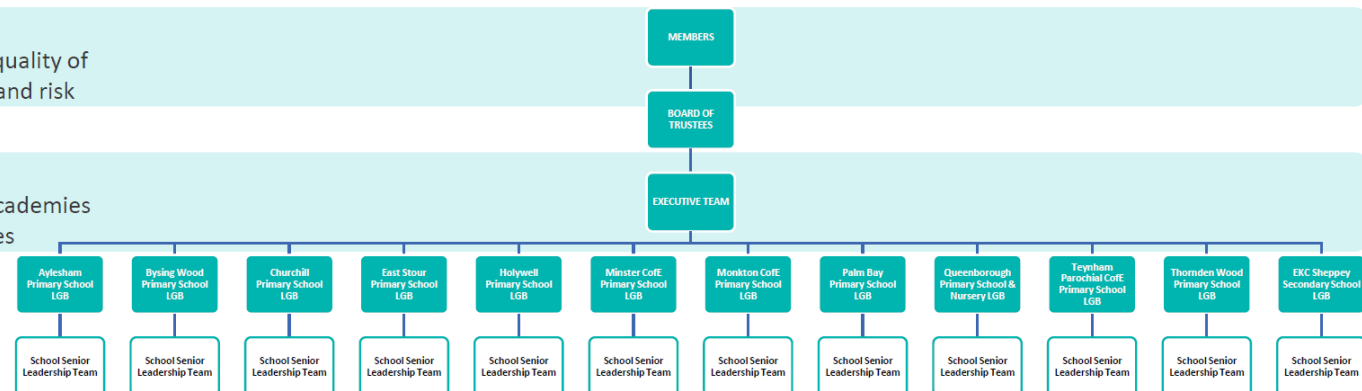 MEMBERS
quality of
and risk
BOARD OF
TRUSTEES
EXECUTIVE TEAM
cademies
es
Aylesham
Primary School
LGB
Bysing Wood
Primary School
LGB
Churchill
Primary School
LGB
East Stour
Primary School
LGB
Holywell
Primary School
LGB
Minster CofE
Primary School
LGB
Monkton CofE
Primary School
LGB
Palm Bay
Primary School
LGB
Queenborough
Primary School &
Nursery LGB
Teynham
Parochial CofE
Primary School
LGB
Thornden Wood
Primary School
LGB
EKC Sheppey
Secondary School
LGB
School Senior
Leadership Team
School Senior
Leadership Team
School Senior
Leadership Team
School Senior
Leadership Team
School Senior
Leadership Team
School Senior
Leadership Team
School Senior
Leadership Team
School Senior
Leadership Team
School Senior
Leadership Team
School Senior
Leadership Team
School Senior
Leadership Team
School Senior
Leadership Team